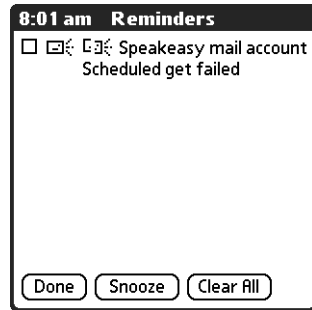 8:01 am Reminders
Speakeasy mail account
Scheduled get failed
Done Snooze Clear All